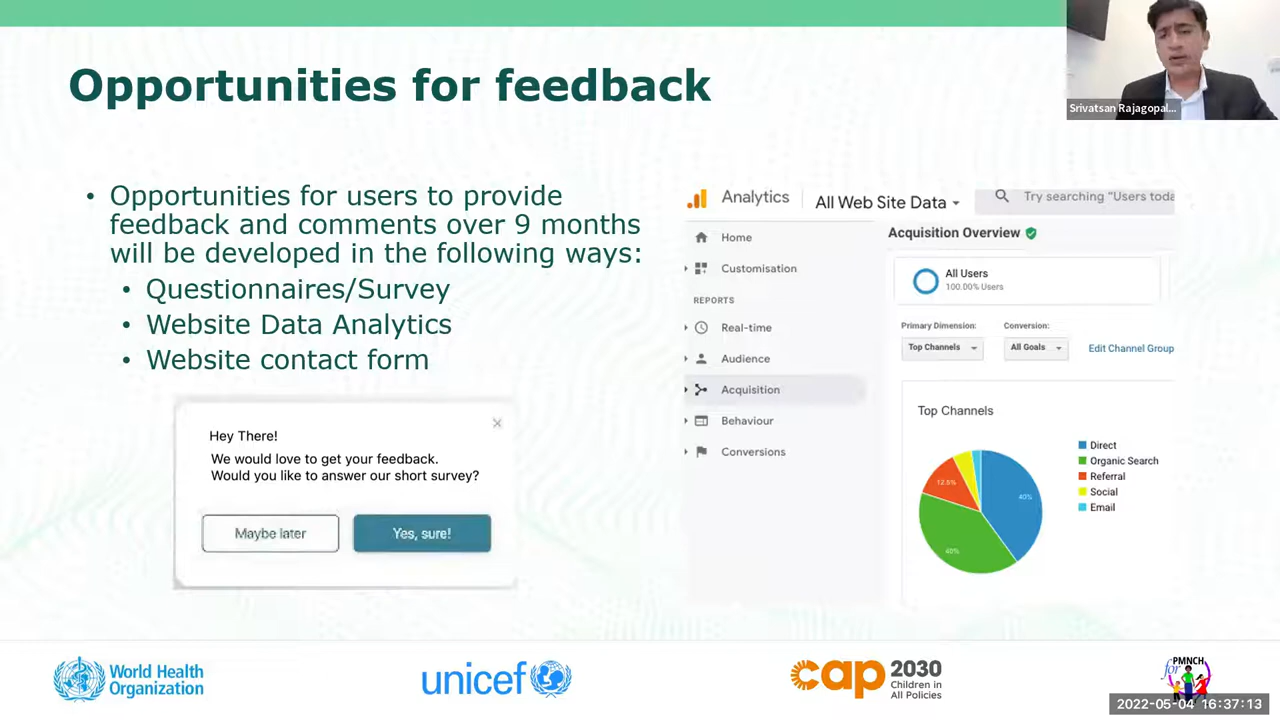 Opportunities for feedback
Srivatsan Rajagopal...
• Opportunities for users to provide
feedback and comments over 9 months
will be developed in the following ways:
• Questionnaires/Survey
• Website Data Analytics
• Website contact form
Hey There!
We would love to get your feedback.
Would you like to answer our short survey?
Maybe later
Yes, sure!
Analytics
All Web Site Data
Try searching "Users toda
Home
Customisation
REPORTS
Real-time
Audience
Acquisition
Behaviour
Conversions
Acquisition Overview
All Users
100.00% Users
Primary Dimension:
Conversion:
Top Channels
All Goals
Edit Channel Group
Top Channels
40%
40%
12.5%
Direct
Organic Search
Referral
Social
Email
World Health
Organization
unicef
cap 2030
Children in
All Policies
for PMNCH
2022-05-04 16:37:13